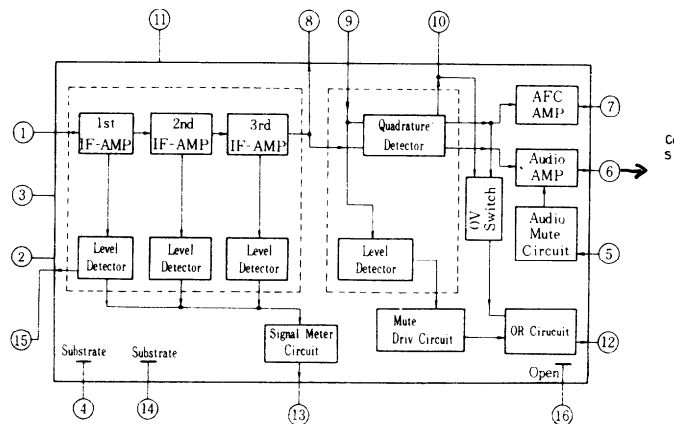 11
8
9
10
1st
IF-AMP
2nd
IF-AMP
3rd
IF-AMP
Quadrature
Detector
AFC
AMP
7
1
Audio
AMP
6
3
OV
Switch
Audio
Mute
Circuit
5
2
Level
Detector
Level
Detector
Level
Detector
Level
Detector
15
Signal Meter
Circuit
Mute
Driv Circuit
OR Cirucuit
12
Substrate
Substrate
Open
4
14
13
16